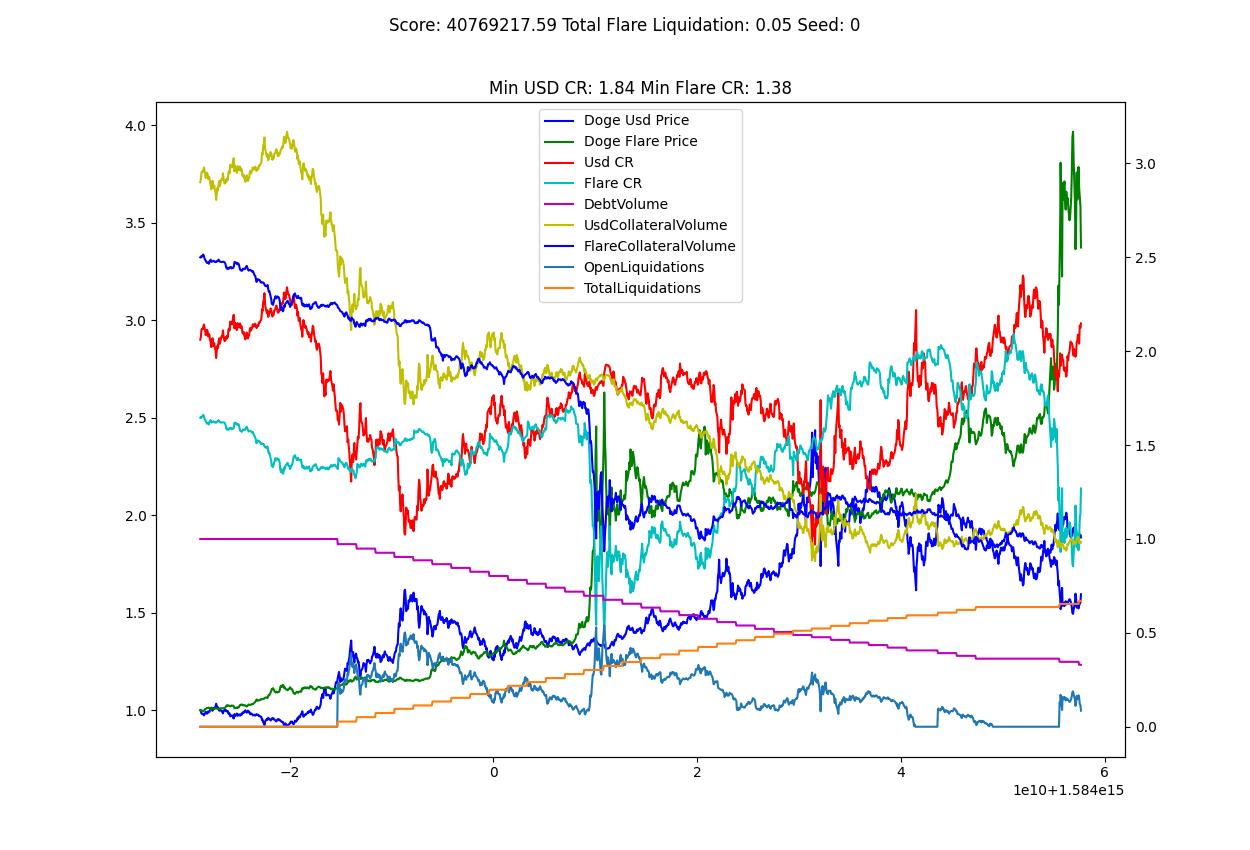 Score: 40769217.59 Total Flare Liquidation: 0.05 Seed: 0
Min USD CR: 1.84 Min Flare CR: 1.38
Doge Usd Price
Doge Flare Price
Usd CR
Flare CR
DebtVolume
UsdCollateralVolume
FlareCollateralVolume
OpenLiquidations
TotalLiquidations
4.0
3.5
3.0
2.5
2.0
1.5
1.0
3.0
2.5
2.0
1.5
1.0
0.5
0.0
−2 0 2 4 6
1e10+1.584e15